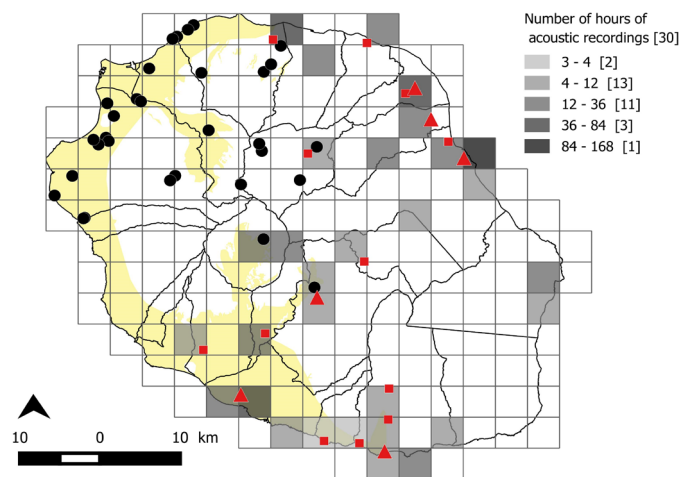 Number of hours of
acoustic recordings [30]
3 - 4 [2]
4 - 12 [13]
12 - 36 [11]
36 - 84 [3]
84 - 168 [1]
10 0 10 km